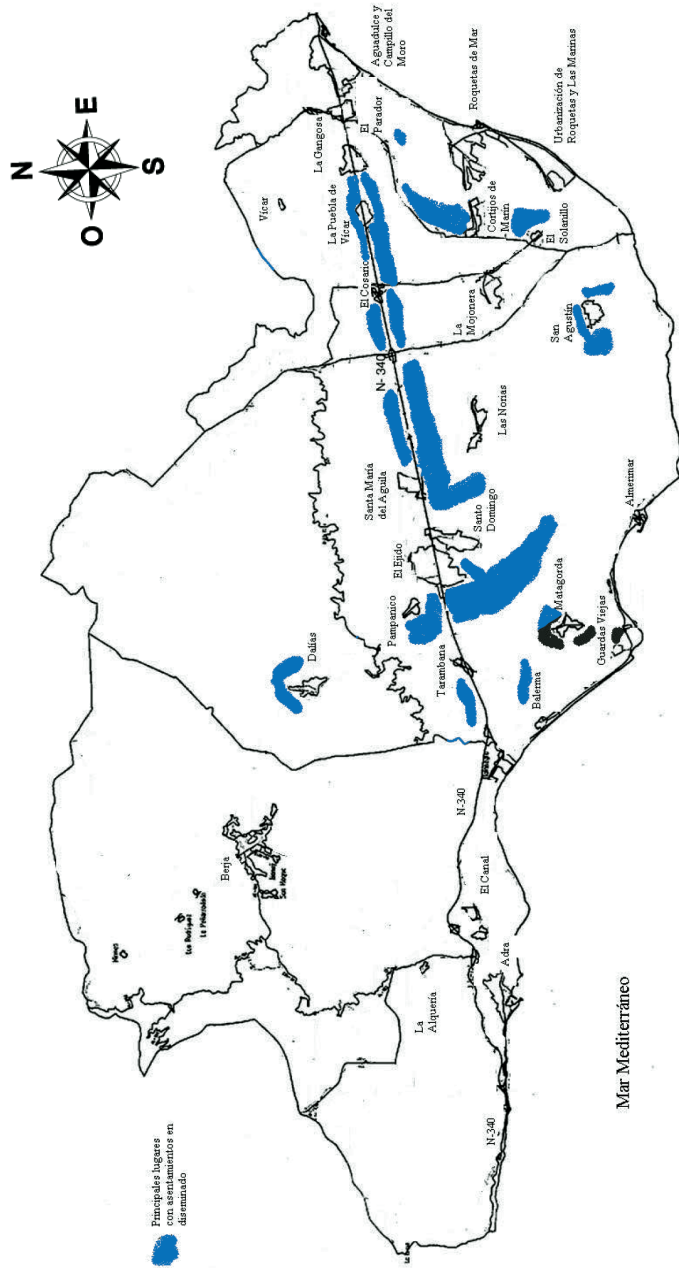 N
E
S
O
Principales lugares
con asentamientos en
diseminado
Aguadulce y
Campillo del
Moro
La Gangosa
El
Parador
Roquetas de Mar
Urbanización de
Roquetas y Las Marinas
Vícar
La Puebla de
Vícar
Cortijos de
Marín
El
Solanillo
El Cosario
La
Mojonera
N-340
San
Agustín
Las Norias
Santa María
del Aguila
Santo
Domingo
Almerimar
El Ejido
Pampanico
Matagorda
Guardas Viejas
Dalías
Tarambana
Balerma
Berja
N-340
El Canal
Adra
La
Alquería
N-340
Mar Mediterráneo